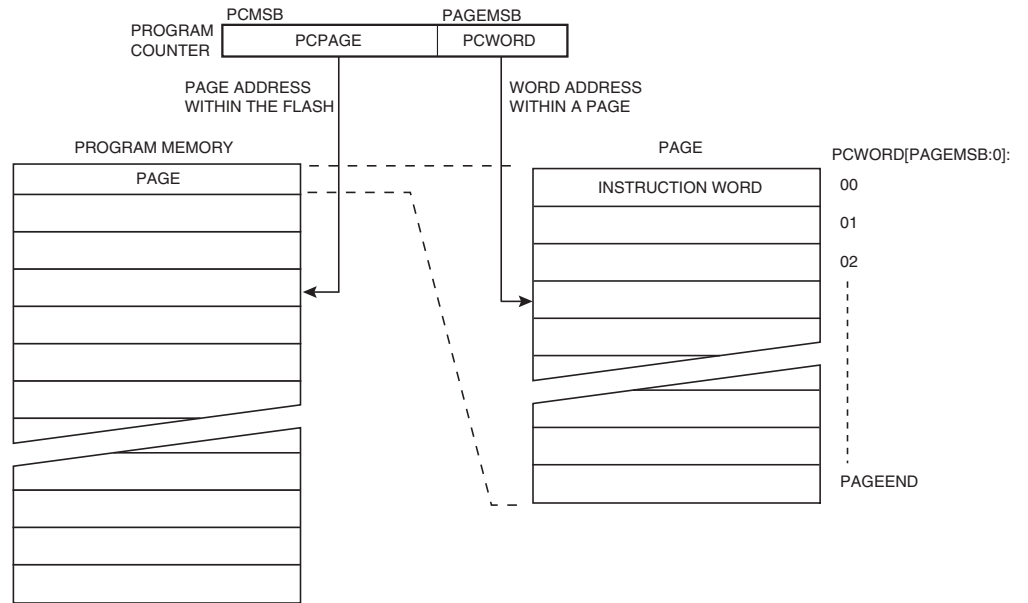 PCMSB
PAGEMSB
PROGRAM
COUNTER
PCPAGE
PCWORD
PAGE ADDRESS
WITHIN THE FLASH
WORD ADDRESS
WITHIN A PAGE
PROGRAM MEMORY
PAGE
PAGE
PCWORD[PAGEMSB:0]:
INSTRUCTION WORD
00
01
02
PAGEEND